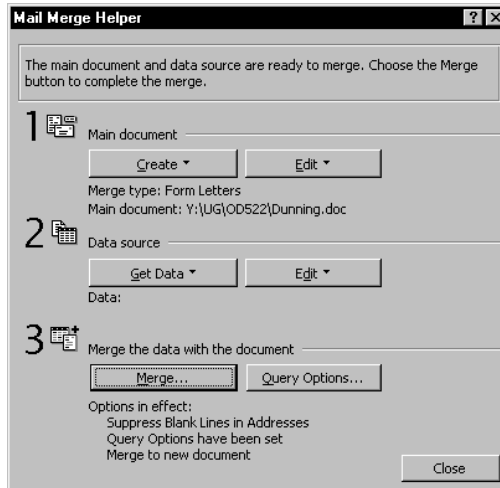 Mail Merge Helper
The main document and data source are ready to merge. Choose the Merge
button to complete the merge.
1
Main document
Create
Edit
Merge type: Form Letters
Main document: Y:\UG\OD522\Dunning.doc
2
Data source
Get Data
Edit
Data:
3
Merge the data with the document
Merge...
Query Options...
Options in effect:
Suppress Blank Lines in Addresses
Query Options have been set
Merge to new document
Close